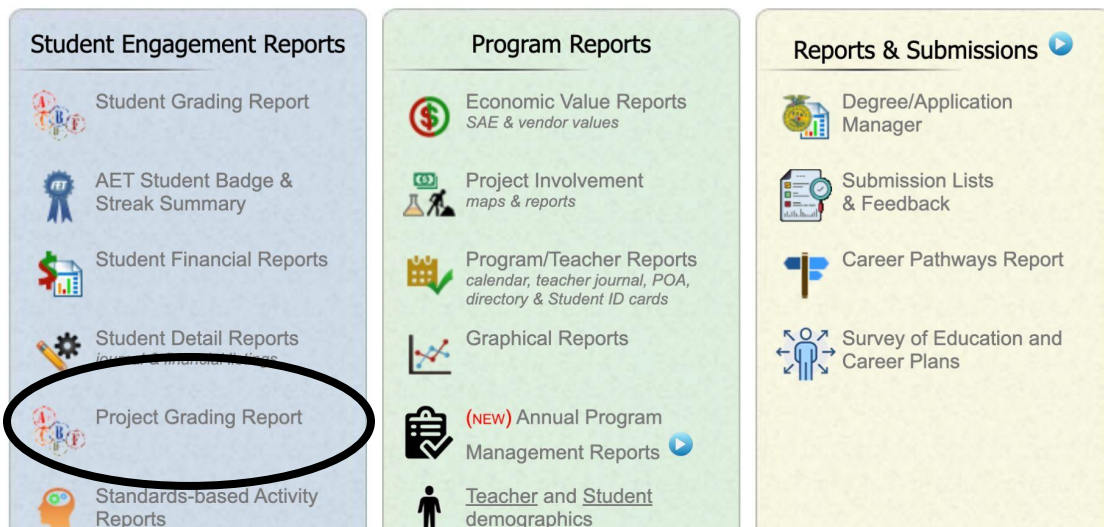 Student Engagement Reports
Student Grading Report
AET Student Badge &
Streak Summary
Student Financial Reports
Student Detail Reports
journal & financial listings
Project Grading Report
Standards-based Activity
Reports
Program Reports
Economic Value Reports
SAE & vendor values
Project Involvement
maps & reports
Program/Teacher Reports
calendar, teacher journal, POA,
directory & Student ID cards
Graphical Reports
(NEW) Annual Program
Management Reports
Teacher and Student
demographics
Reports & Submissions
Degree/Application
Manager
Submission Lists
& Feedback
Career Pathways Report
Survey of Education and
Career Plans